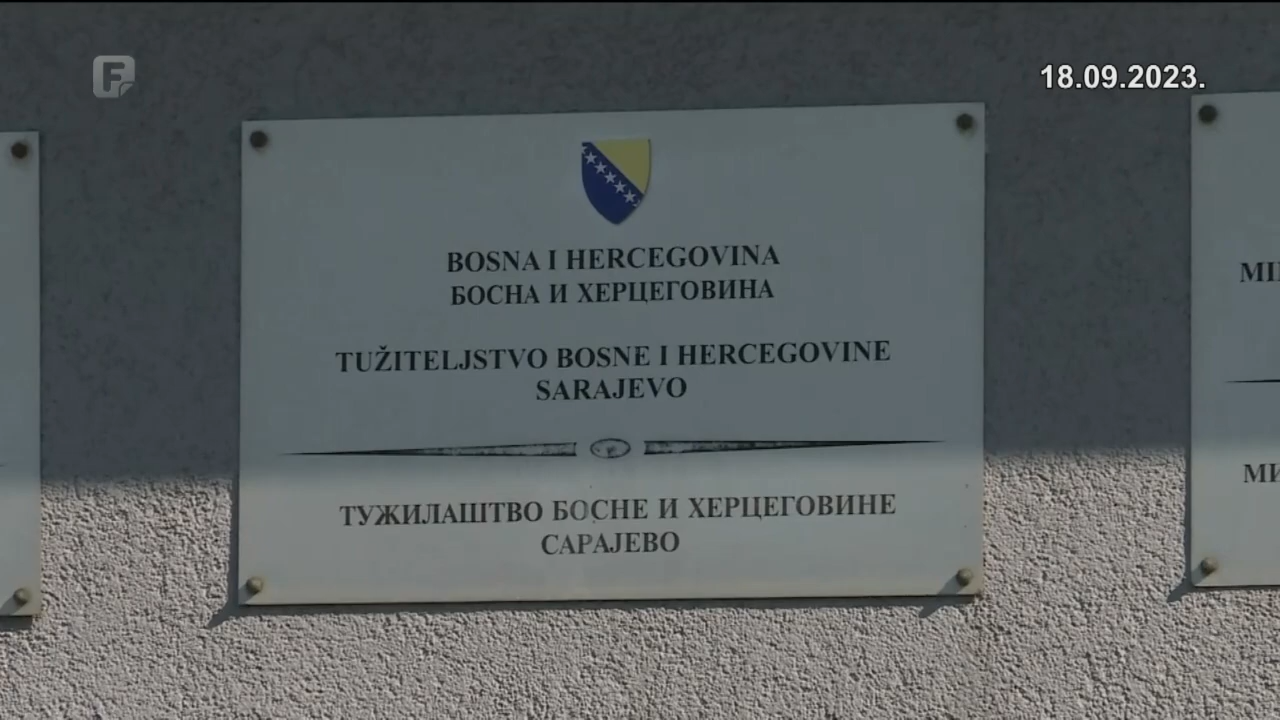 F
18.09.2023.
BOSNA I HERCEGOVINA
БОСНА И ХЕРЦЕГОВИНА
TUŽITELJSTVO BOSNE I HERCEGOVINE
SARAJEVO
ТУЖИЛАШТВО БОСНЕ И ХЕРЦЕГОВИНЕ
САРАЈЕВО